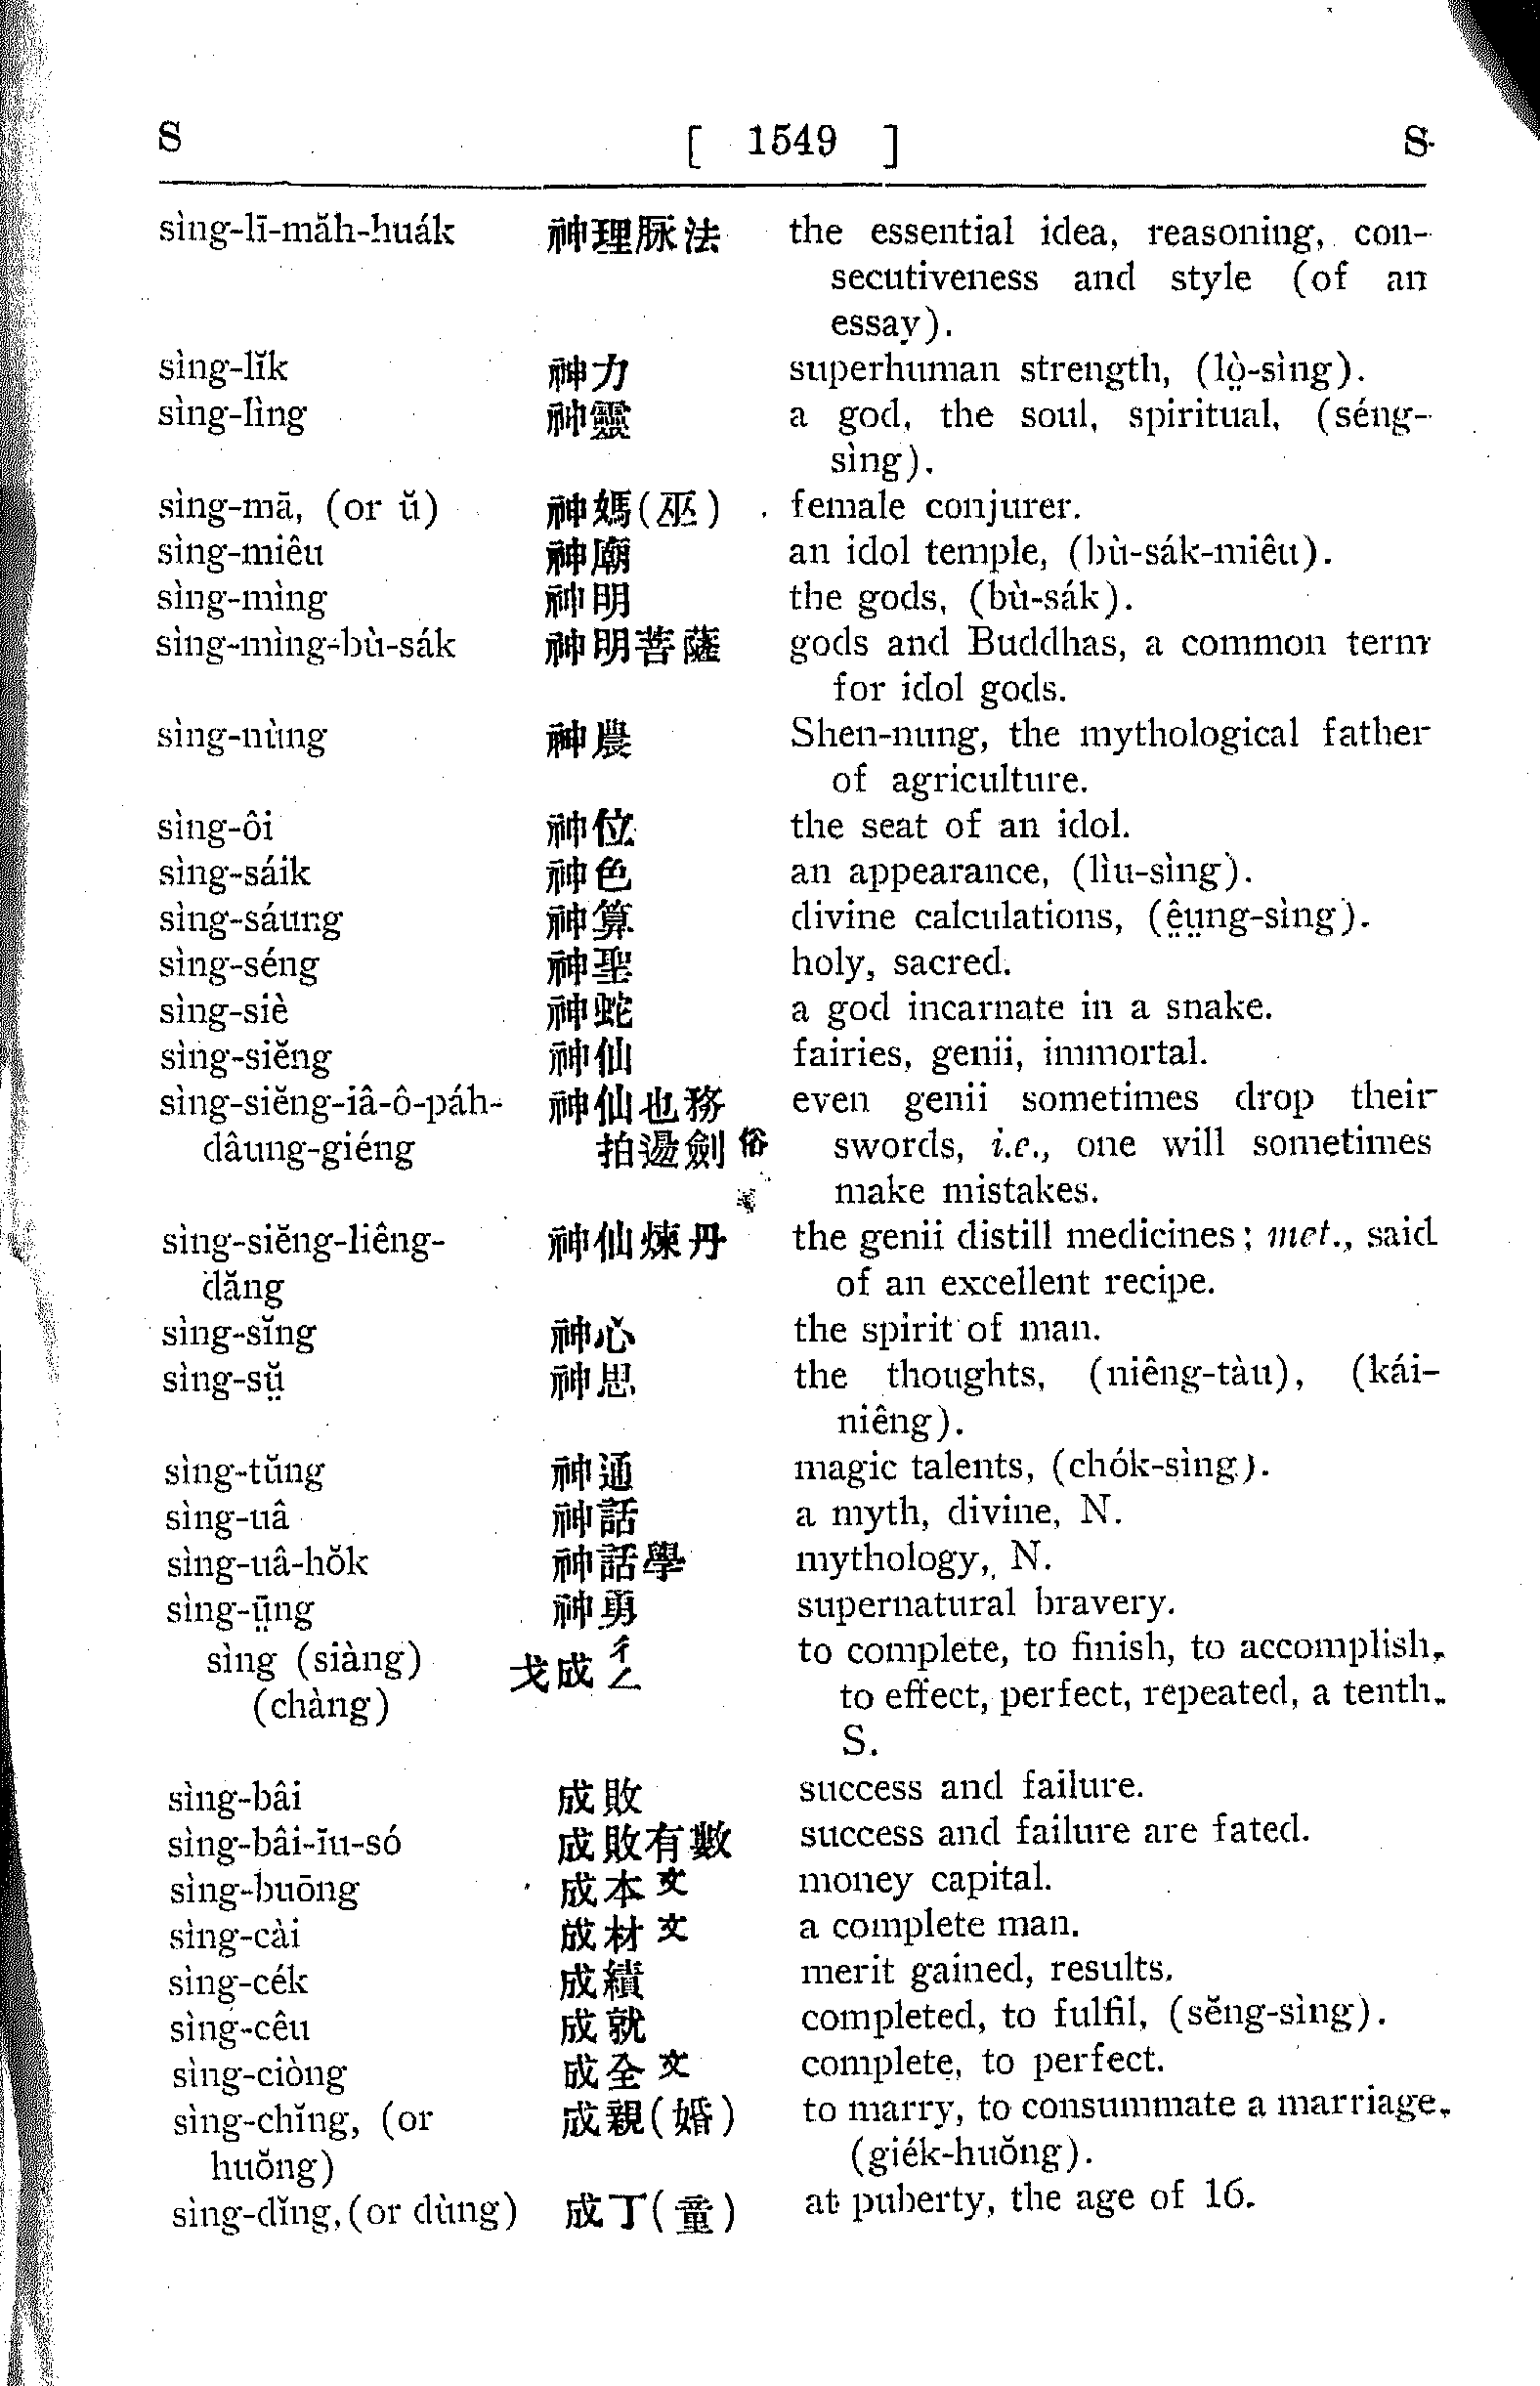 S [ 1549 ] S
sìng-lī-măh-huák 神理脉法 the essential idea, reasoning, con-
secutiveness and style (of an
essay).
sìng-lĭk 神力 superhuman strength, (lò̤-sìng).
sìng-lìng 神靈 a god, the soul, spiritual, (séng-
sìng).
sìng-mā, (or ŭ) 神媽(巫) female conjurer.
sìng-miêu 神廟 an idol temple, (bù-sák-miêu).
sìng-mìng 神明 the gods, (bù-sák).
sìng-mìng-bù-sák 神明菩薩 gods and Buddhas, a common term
for idol gods.
sìng-nùng 神農 Shen-nung, the mythological father
of agriculture.
sìng-ôi 神位 the seat of an idol.
sìng-sáik 神色 an appearance, (lìu-sìng).
sìng-sáung 神算 divine calculations, (ê̤ṳng-sìng).
sìng-séng 神聖 holy, sacred.
sìng-siè 神蛇 a god incarnate in a snake.
sìng-siĕng 神仙 fairies, genii, immortal.
sìng-siĕng-iâ-ô-páh- 神仙也務 even genii sometimes drop their
dâung-giéng 拍逿劍俗 swords, i.e., one will sometimes
make mistakes.
sìng-siĕng-liêng- 神仙煉丹 the genii distill medicines; met., said
dăng of an excellent recipe.
sìng-sĭng 神心 the spirit of man.
sìng-sṳ̆ 神思 the thoughts, (niêng-tàu), (kái-
niêng).
sìng-tŭng 神通 magic talents, (chók-sìng).
sìng-uâ 神話 a myth, divine, N.
sìng-uâ-hŏk 神話學 mythology, N.
sìng-ṳ̄ng 神勇 supernatural bravery.
sìng (siàng) 戈成 ㄔㄥ to complete, to finish, to accomplish,
(chàng) to effect, perfect, repeated, a tenth.
S.
sìng-bâi 成敗 success and failure.
sìng-bâi-īu-só 成敗有數 success and failure are fated.
sìng-buōng 成本文 money capital.
sìng-cài 成材文 a complete man.
sìng-cék 成績 merit gained, results.
sìng-cêu 成就 completed, to fulfil, (sĕng-sìng).
sìng-ciòng 成全文 complete, to perfect.
sìng-chĭng, (or 成親(婚) to marry, to consummate a marriage,
huŏng) (giék-huŏng).
sìng-dĭng, (or dùng) 成丁(童) at puberty, the age of 16.